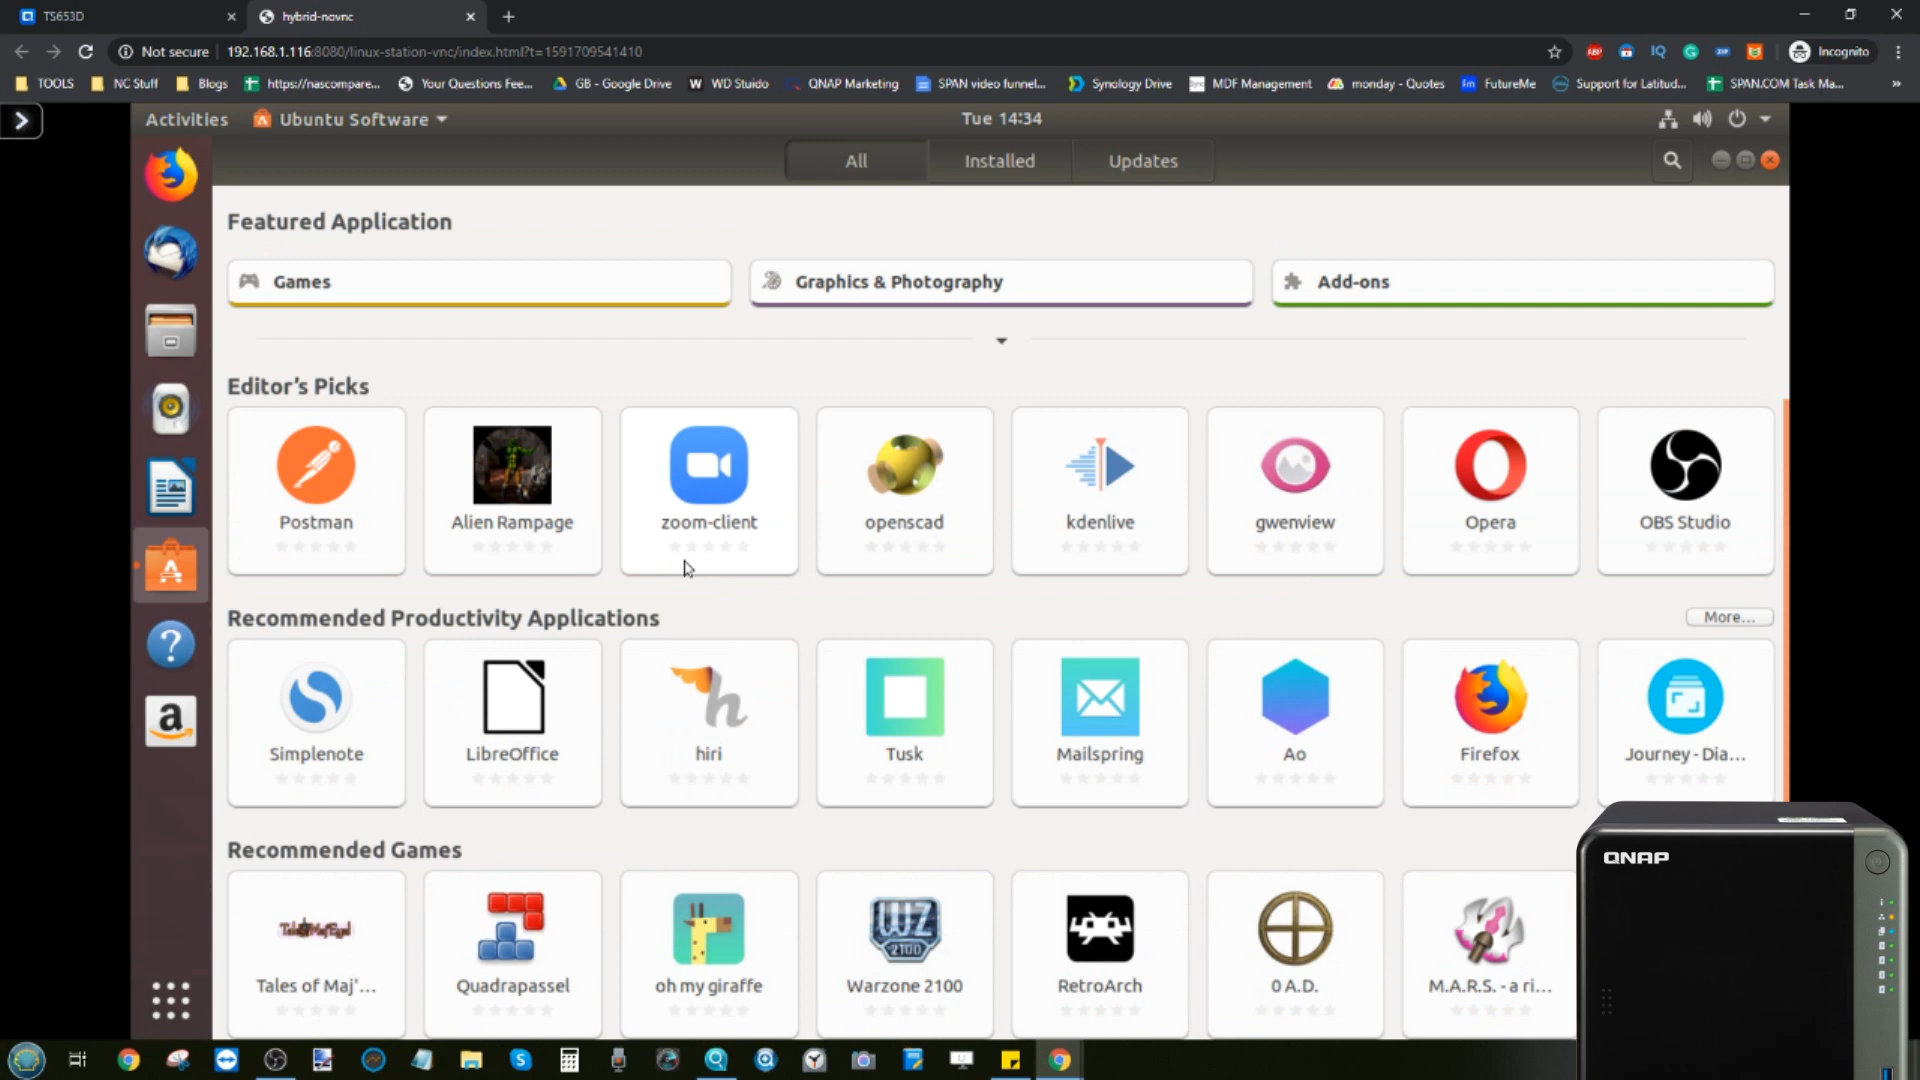 TS653D
hybrid-novnc
Not secure
192.168.1.116:8080/linux-station-vnc/index.html?t=1591709541410
Incognito
TOOLS
NC Stuff
Blogs
https://nascompare...
Your Questions Fee...
GB - Google Drive
WD Stuido
QNAP Marketing
SPAN video funnel...
Synology Drive
MDF Management
monday - Quotes
FutureMe
Support for Latitud...
SPAN.COM Task Ma...
Activities
Ubuntu Software
Tue 14:34
All
Installed
Updates
Featured Application
Games
Graphics & Photography
Add-ons
Editor's Picks
Postman
Alien Rampage
zoom-client
openscad
kdenlive
gwenview
Opera
OBS Studio
Recommended Productivity Applications
More...
Simplenote
LibreOffice
hiri
Tusk
Mailspring
Ao
Firefox
Journey - Dia...
Recommended Games
Tales of Maj'...
Quadrapassel
oh my giraffe
WZ
2100
Warzone 2100
RetroArch
0 A.D.
M.A.R.S. - a ri...
QNAP